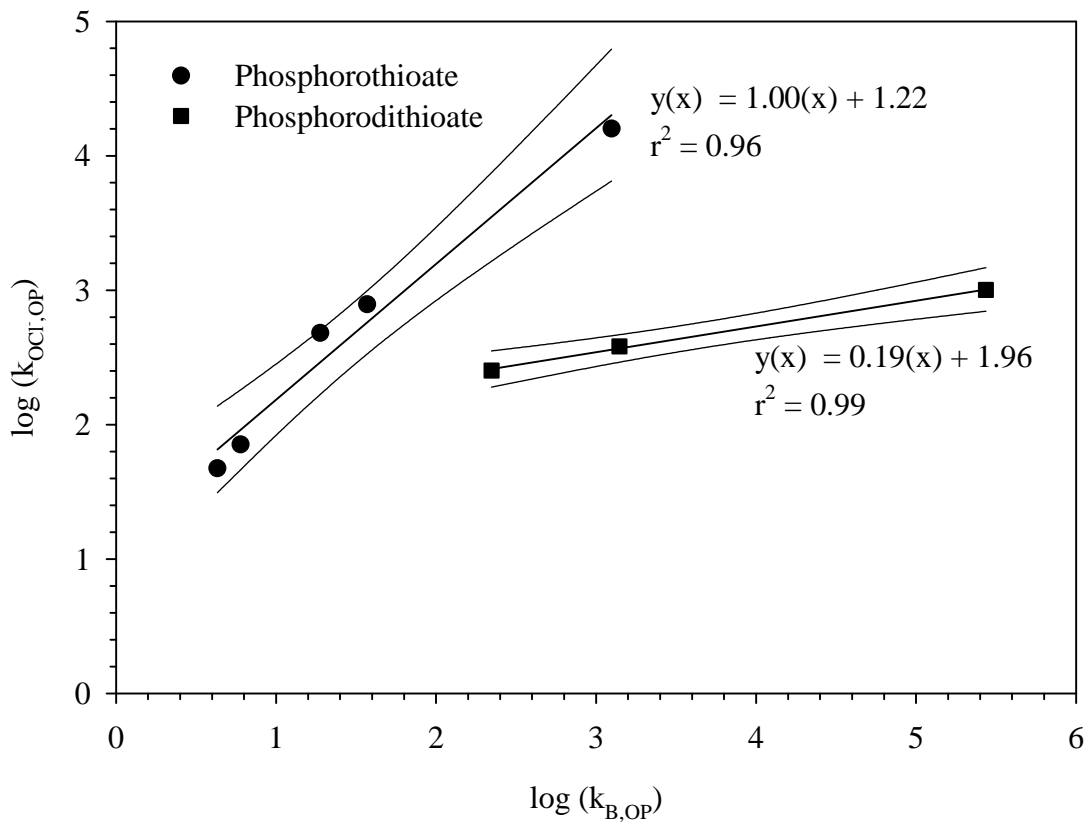 Phosphorothioate
Phosphorodithioate
y(x) = 1.00(x) + 1.22
r² = 0.96
y(x) = 0.19(x) + 1.96
r² = 0.99
5
4
3
2
1
0
0 1 2 3 4 5 6
log (k_OCl⁻,OP)
log (k_B,OP)